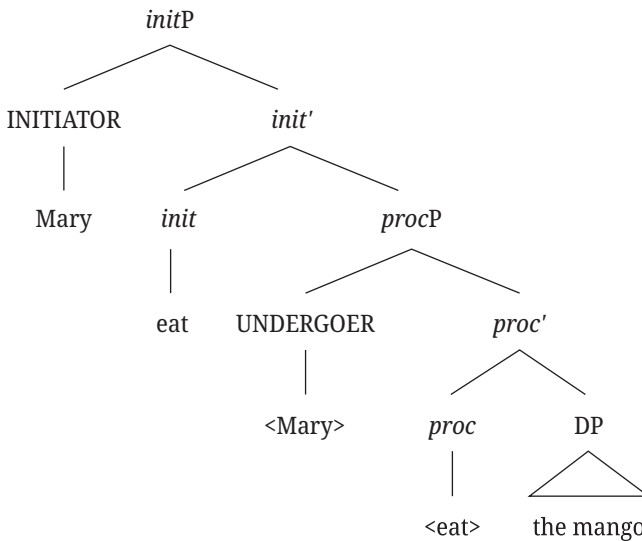 initP
INITIATOR init'
Mary init procP
eat UNDERGOER proc'
<Mary> proc DP
<eat> the mango